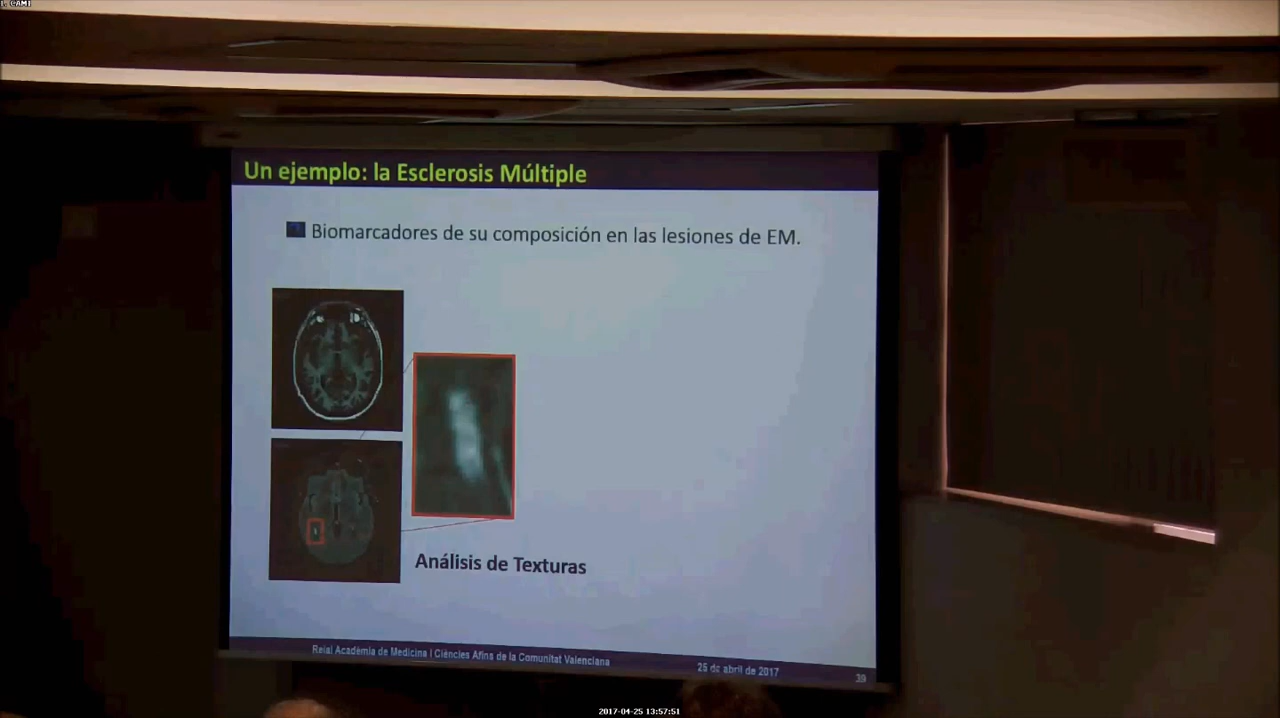 1, CAM1
Un ejemplo: la Esclerosis Múltiple
Biomarcadores de su composición en las lesiones de EM.
Análisis de Texturas
Reial Acadèmia de Medicina i Ciències Afins de la Comunitat Valenciana
25 de abril de 2017
39
2017-04-25 13:57:51